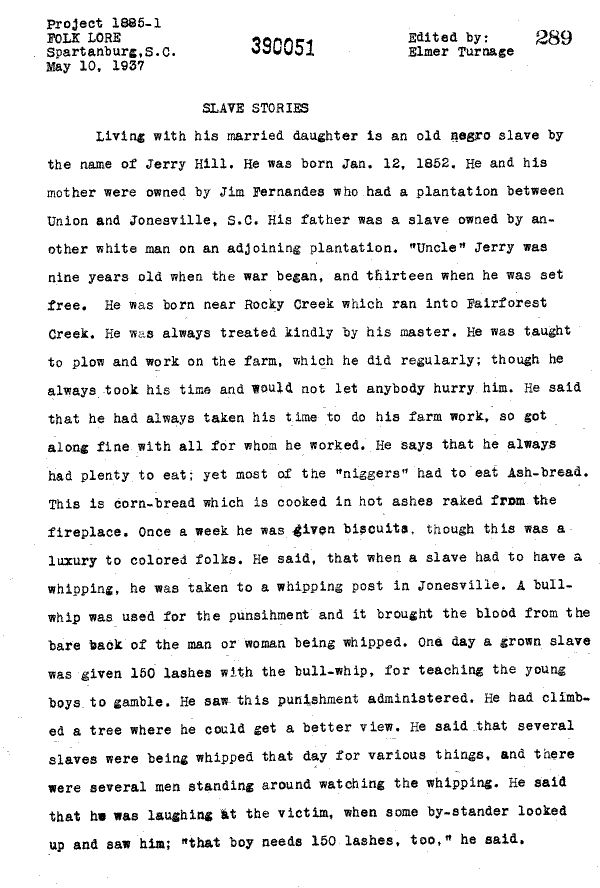 Project 1885-1
FOLK LORE
Spartanburg, S.C.
May 10, 1937
390051
Edited by:
Elmer Turnage
289
SLAVE STORIES
Living with his married daughter is an old negro slave by
the name of Jerry Hill. He was born Jan. 12, 1852. He and his
mother were owned by Jim Fernandes who had a plantation between
Union and Jonesville, S.C. His father was a slave owned by an-
other white man on an adjoining plantation. "Uncle" Jerry was
nine years old when the war began, and thirteen when he was set
free. He was born near Rocky Creek which ran into Fairforest
Creek. He was always treated kindly by his master. He was taught
to plow and work on the farm, which he did regularly; though he
always took his time and would not let anybody hurry him. He said
that he had always taken his time to do his farm work, so got
along fine with all for whom he worked. He says that he always
had plenty to eat; yet most of the "niggers" had to eat Ash-bread.
This is corn-bread which is cooked in hot ashes raked from the
fireplace. Once a week he was given biscuits, though this was a
luxury to colored folks. He said, that when a slave had to have a
whipping, he was taken to a whipping post in Jonesville. A bull-
whip was used for the punsihment and it brought the blood from the
bare back of the man or woman being whipped. One day a grown slave
was given 150 lashes with the bull-whip, for teaching the young
boys to gamble. He saw this punishment administered. He had climb-
ed a tree where he could get a better view. He said that several
slaves were being whipped that day for various things, and there
were several men standing around watching the whipping. He said
that he was laughing at the victim, when some by-stander looked
up and saw him; "that boy needs 150 lashes, too," he said.